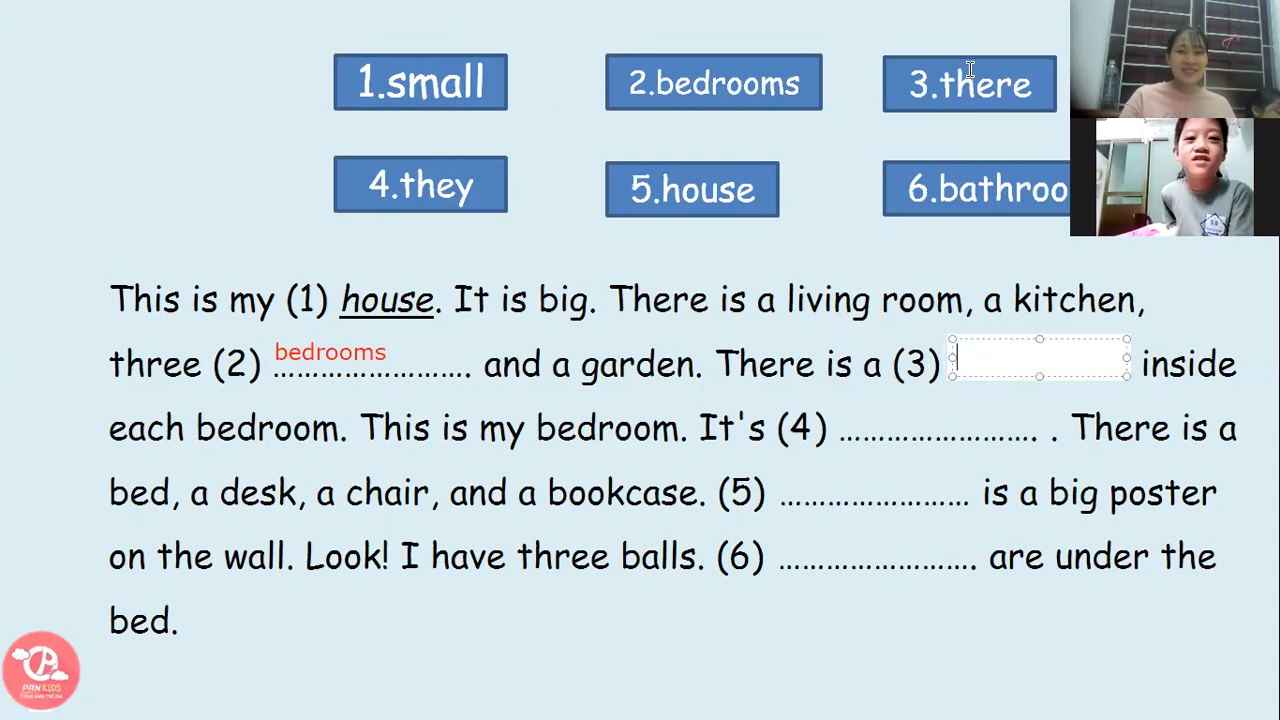 1.small
2.bedrooms
3.there
4.they
5.house
6.bathroo
This is my (1) house. It is big. There is a living room, a kitchen,
three (2) bedrooms ……………………. and a garden. There is a (3) inside
each bedroom. This is my bedroom. It's (4) ……………………. . There is a
bed, a desk, a chair, and a bookcase. (5) …………………… is a big poster
on the wall. Look! I have three balls. (6) ……………………. are under the
bed.
PANKIDS